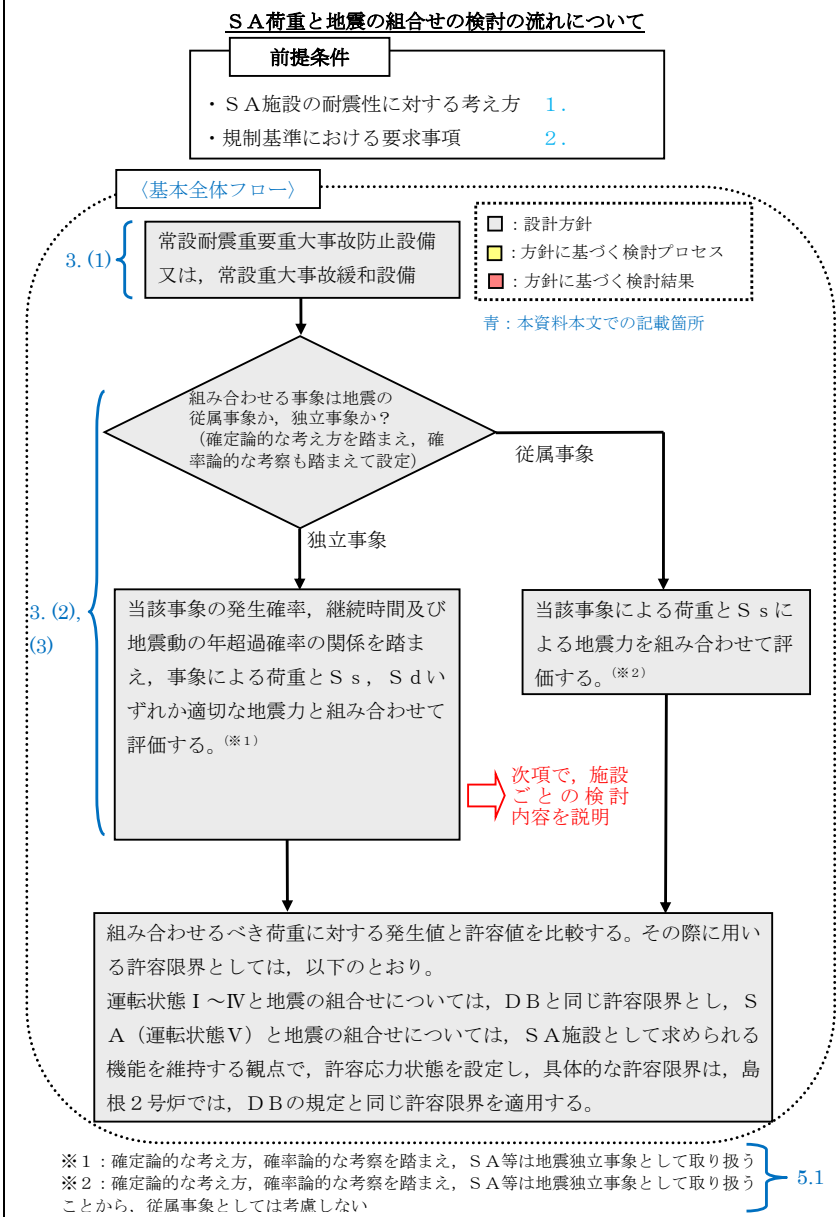 ＳＡ荷重と地震の組合せの検討の流れについて
前提条件
・ＳＡ施設の耐震性に対する考え方　１．
・規制基準における要求事項　２．
〈基本全体フロー〉
：設計方針
：方針に基づく検討プロセス
：方針に基づく検討結果
青：本資料本文での記載箇所
3. (1)
常設耐震重要重大事故防止設備
又は，常設重大事故緩和設備
組み合わせる事象は地震の
従属事象か，独立事象か？
（確定論的な考え方を踏まえ，確
率論的な考察も踏まえて設定）
従属事象
独立事象
3. (2),
(3)
当該事象の発生確率，継続時間及び
地震動の年超過確率の関係を踏ま
え，事象による荷重とＳｓ，Ｓｄい
ずれか適切な地震力と組み合わせて
評価する。(※１)
当該事象による荷重とＳｓに
よる地震力を組み合わせて評
価する。(※２)
次項で，施設
ごとの検討
内容を説明
組み合わせるべき荷重に対する発生値と許容値を比較する。その際に用い
る許容限界としては，以下のとおり。
運転状態Ⅰ～Ⅳと地震の組合せについては，ＤＢと同じ許容限界とし，Ｓ
Ａ（運転状態Ⅴ）と地震の組合せについては，ＳＡ施設として求められる
機能を維持する観点で，許容応力状態を設定し，具体的な許容限界は，島
根２号炉では，ＤＢの規定と同じ許容限界を適用する。
※１：確定論的な考え方，確率論的な考察を踏まえ，ＳＡ等は地震独立事象として取り扱う
※２：確定論的な考え方，確率論的な考察を踏まえ，ＳＡ等は地震独立事象として取り扱う
ことから，従属事象としては考慮しない
5.1